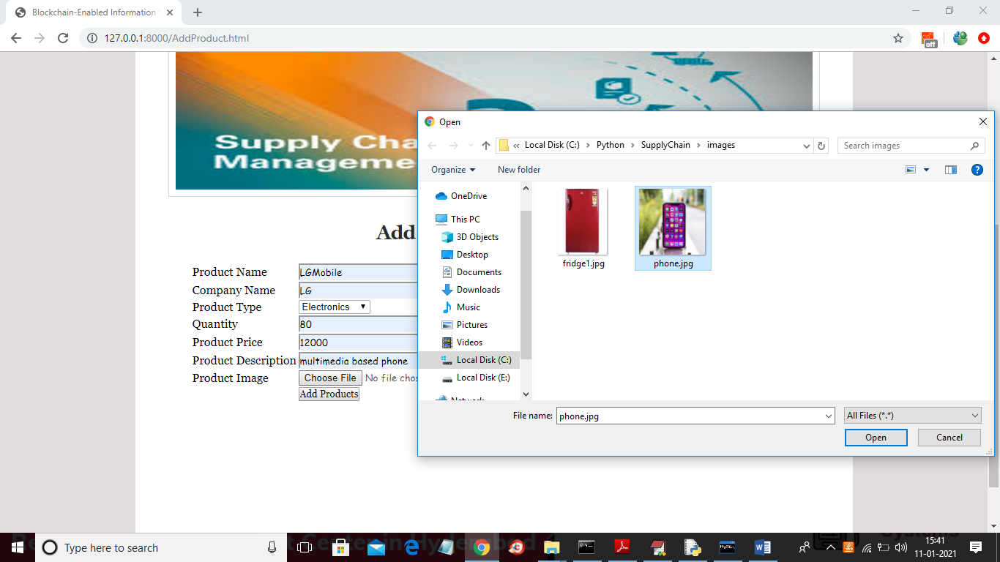 Blockchain-Enabled Information
127.0.0.1:8000/AddProduct.html
off
Supply Cha
Manageme
Add
Product Name LGMobile
Company Name LG
Product Type Electronics
Quantity 80
Product Price 12000
Product Description multimedia based phone
Product Image Choose File No file chos
Add Products
Open
« Local Disk (C:) > Python > SupplyChain > images
Search images
Organize
New folder
OneDrive
This PC
3D Objects
Desktop
Documents
Downloads
Music
Pictures
Videos
Local Disk (C:)
Local Disk (E:)
Network
fridge1.jpg
phone.jpg
File name: phone.jpg
All Files (*.*)
Open
Cancel
Type here to search
15:41
11-01-2021